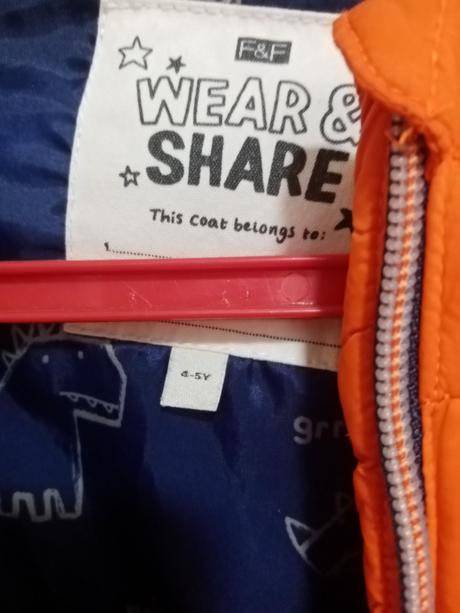 F&F
WEAR &
SHARE
This coat belongs to:
1.
4-5Y
grr